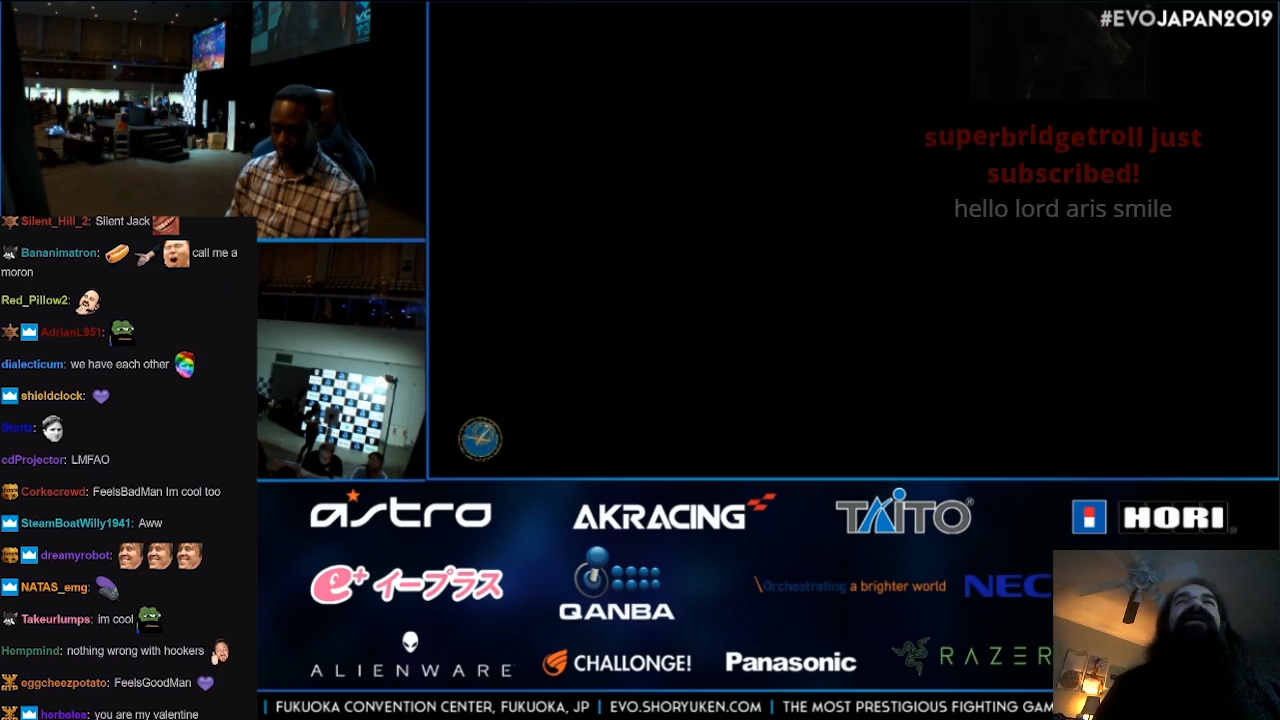 #EVOJAPAN2019
superbridgetroll just
subscribed!
hello lord aris smile
Silent_Hill_2: Silent Jack
Bananimatron: call me a
moron
Red_Pillow2:
AdrianL951:
dialecticum: we have each other
shieldclock:
Stortz:
cdProjector: LMFAO
Corkscrewd: FeelsBadMan Im cool too
SteamBoatWilly1941: Aww
dreamyrobot:
NATAS_emg:
Takeurlumps: im cool
Hempmind: nothing wrong with hookers
eggcheezpotato: FeelsGoodMan
herbeles: you are my valentine
astro AKRACING TAITO HORI
e+イープラス QANBA \Orchestrating a brighter world NEC
ALIENWARE CHALLONGE! Panasonic RAZER
| FUKUOKA CONVENTION CENTER, FUKUOKA, JP | EVO.SHORYUKEN.COM | THE MOST PRESTIGIOUS FIGHTING GAM